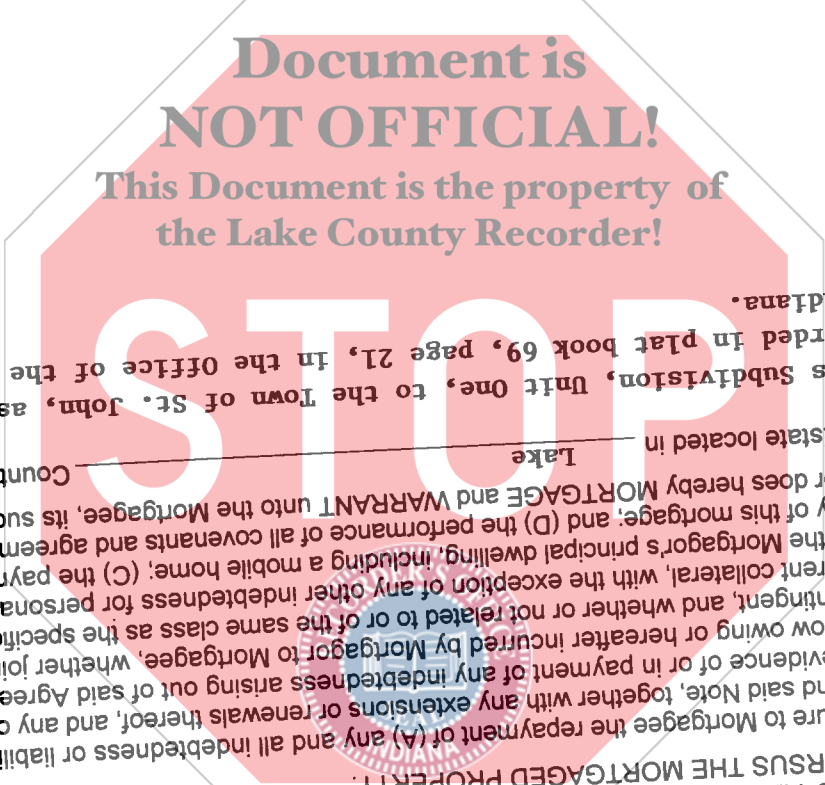 Document is
NOT OFFICIAL!
This Document is the property of
the Lake County Recorder!
STOP
RSUS THE MORTGAGED PROPERTY.
ure to Mortgagee the repayment of (A) any and all indebtedness or liabili
nd said Note, together with any extensions or renewals thereof, and any
vidence of or in payment of any indebtedness arising out of said Agree
ow owing or hereafter incurred by Mortgagor to Mortgagee, whether joi
ntingent, and whether or not related to or of the same class as the specifi
rent collateral, with the exception of any other indebtedness for persona
the Mortgagor's principal dwelling, including a mobile home; (C) the pay
y of this mortgage; and (D) the performance of all covenants and agreem
r does hereby MORTGAGE and WARRANT unto the Mortgagee, its suc
state located in Lake Count
s Subdivision, Unit One, to the Town of St. John, as
rded in plat book 69, page 21, in the Office of the
diana.
INDIANA